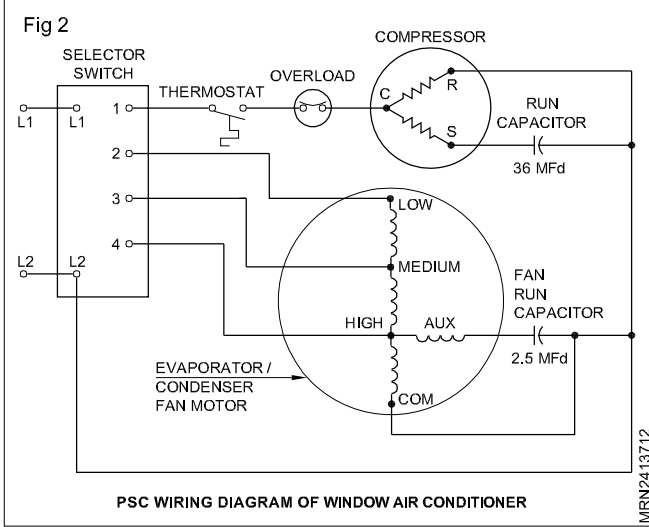 Fig 2
SELECTOR
SWITCH
COMPRESSOR
THERMOSTAT
OVERLOAD
L1
L1
1
C
R
S
RUN
CAPACITOR
36 MFd
2
3
4
LOW
MEDIUM
HIGH
AUX
COM
FAN
RUN
CAPACITOR
2.5 MFd
L2
L2
EVAPORATOR /
CONDENSER
FAN MOTOR
PSC WIRING DIAGRAM OF WINDOW AIR CONDITIONER
MRN2413712